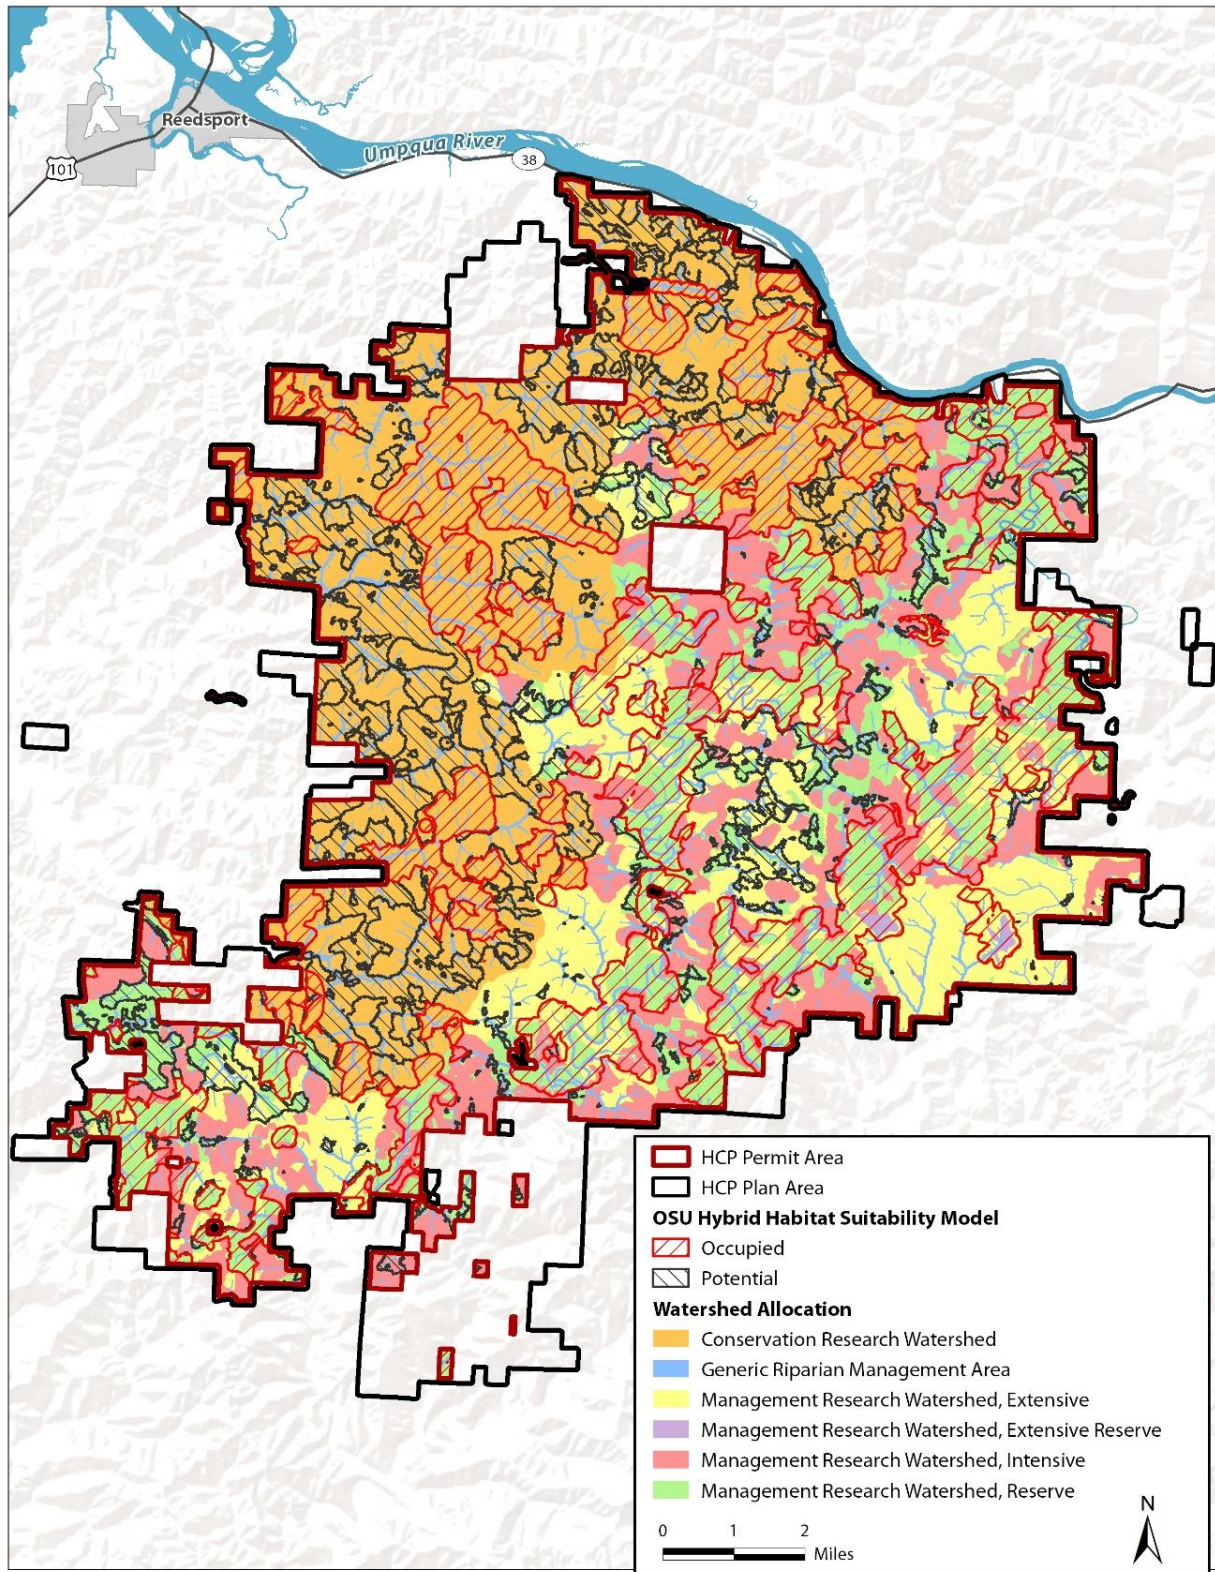 Reedsport
Umpqua River
38
101
HCP Permit Area
HCP Plan Area
OSU Hybrid Habitat Suitability Model
Occupied
Potential
Watershed Allocation
Conservation Research Watershed
Generic Riparian Management Area
Management Research Watershed, Extensive
Management Research Watershed, Extensive Reserve
Management Research Watershed, Intensive
Management Research Watershed, Reserve
N
0 1 2
Miles